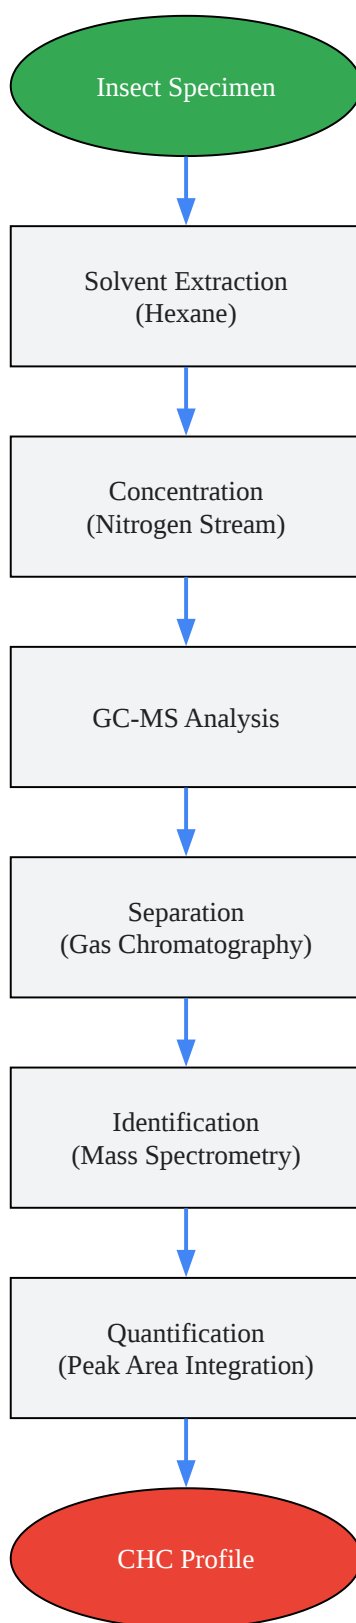 Insect Specimen
Solvent Extraction
(Hexane)
Concentration
(Nitrogen Stream)
GC-MS Analysis
Separation
(Gas Chromatography)
Identification
(Mass Spectrometry)
Quantification
(Peak Area Integration)
CHC Profile